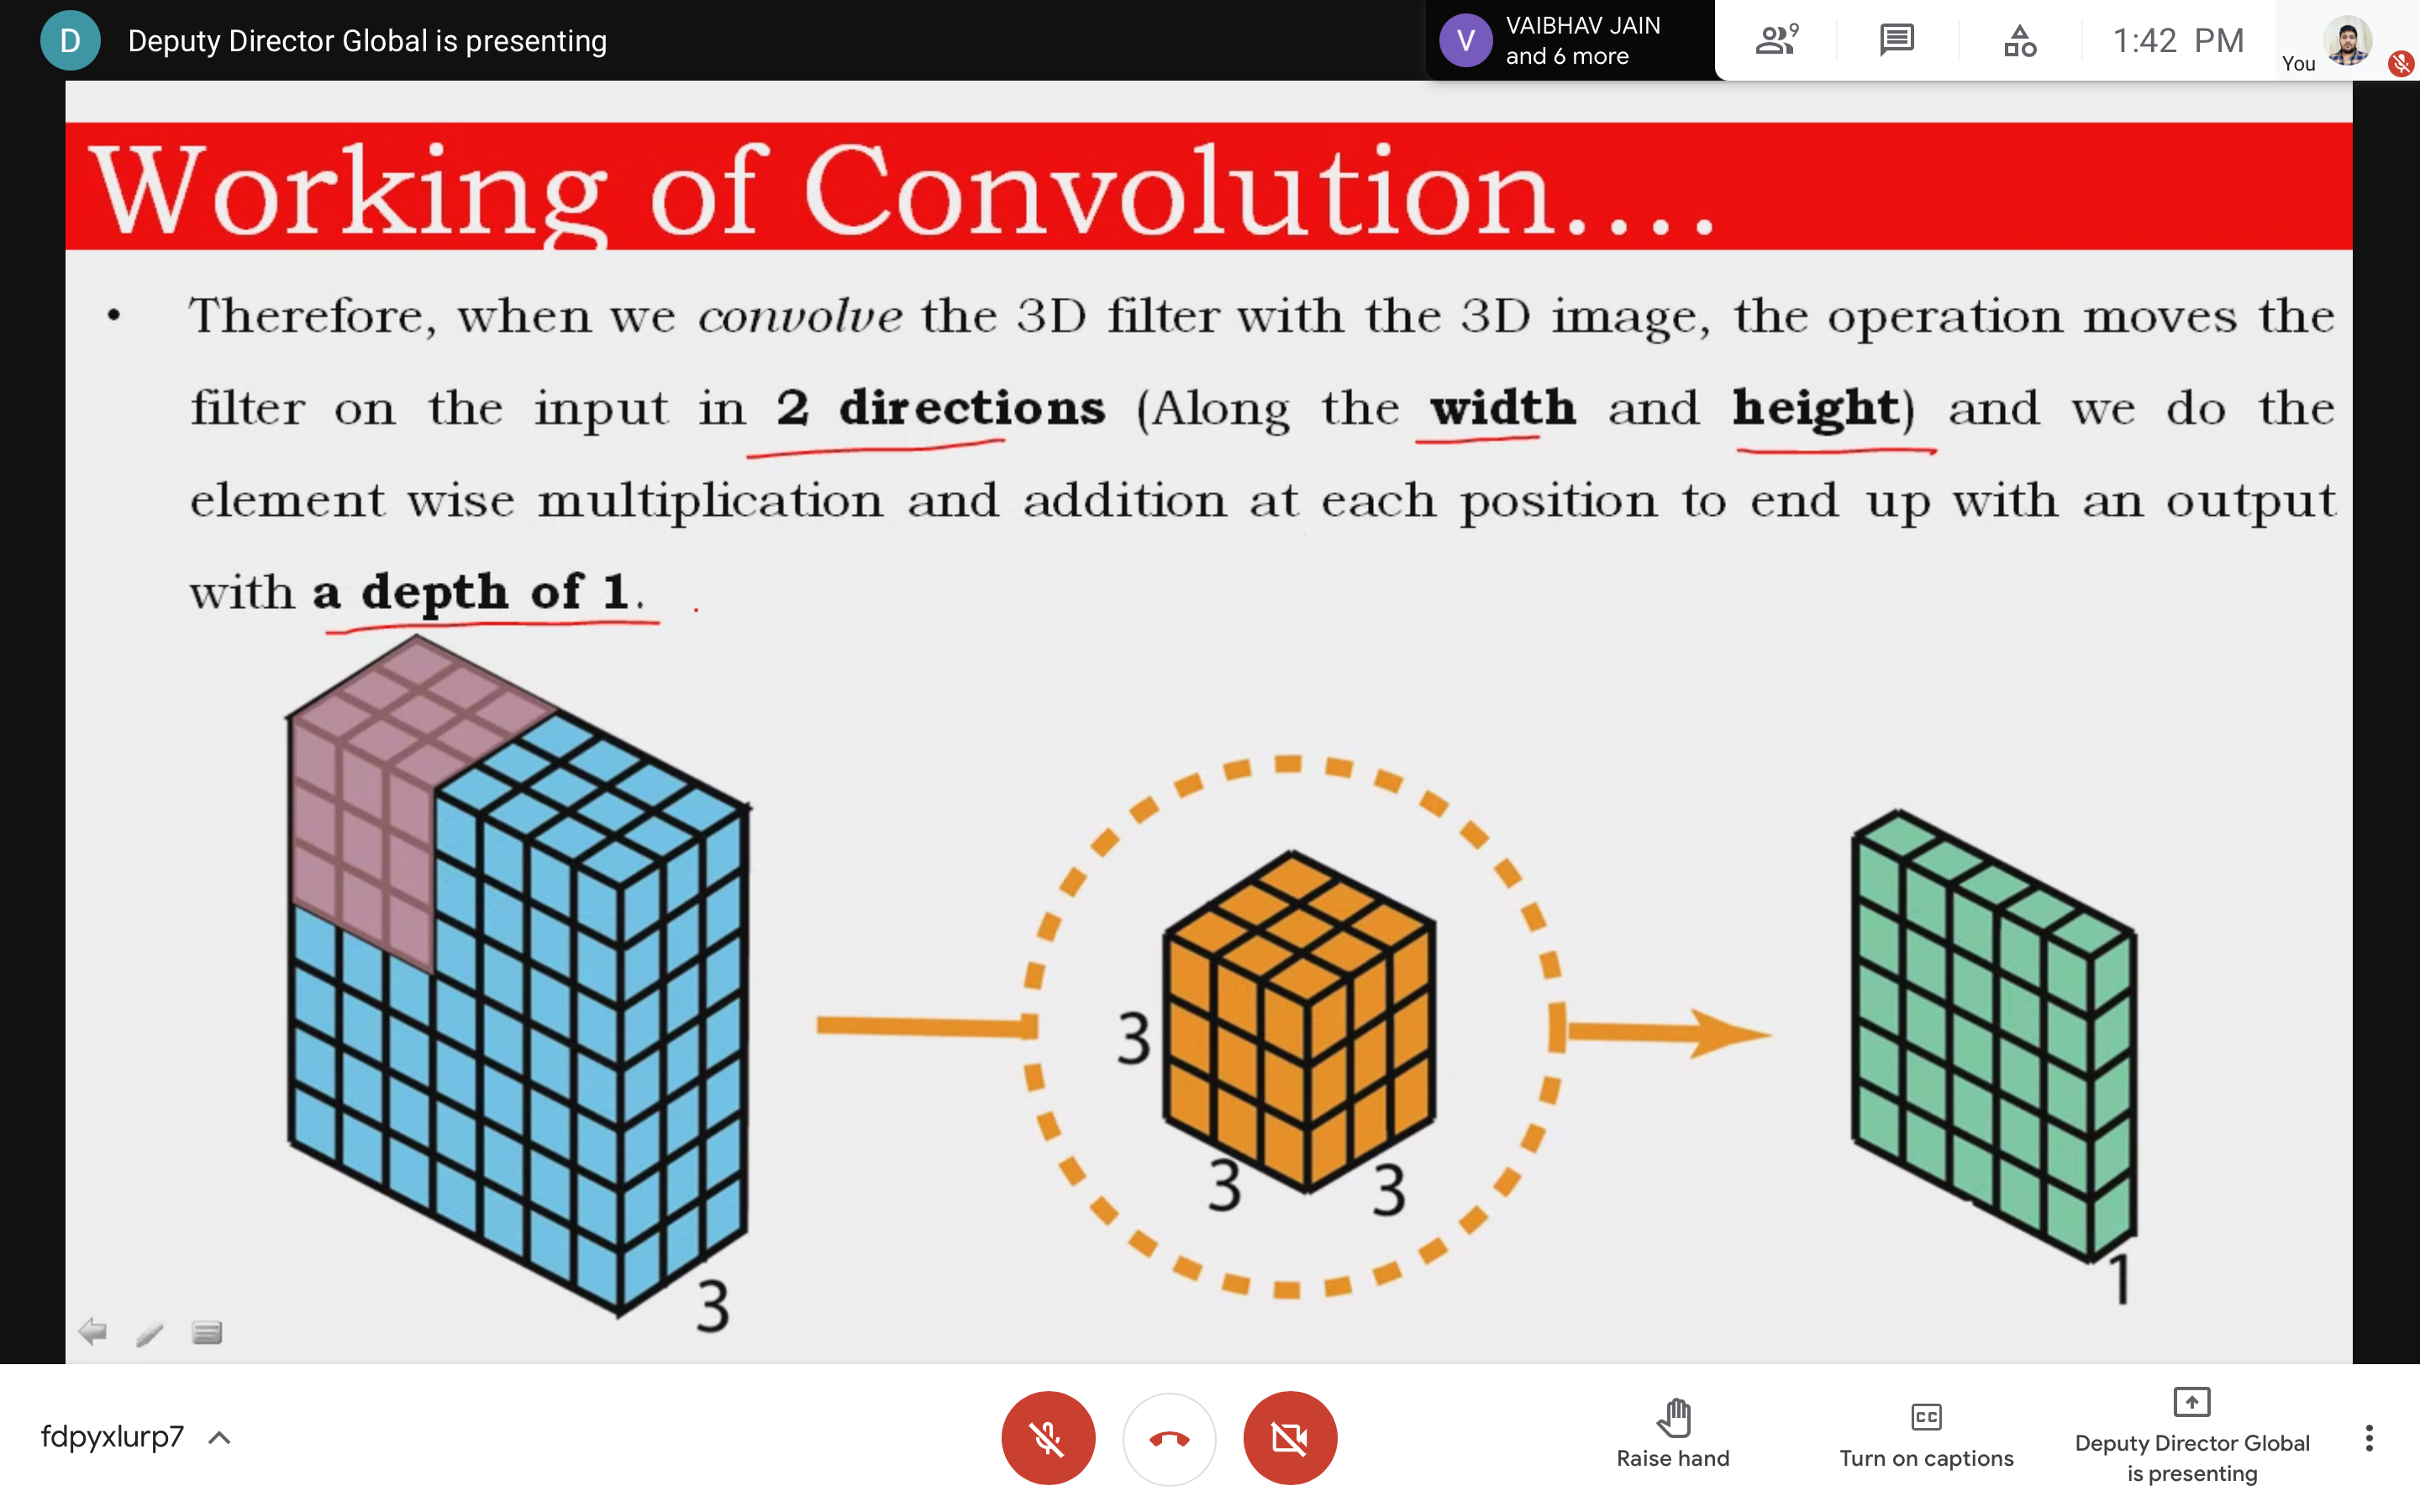 D Deputy Director Global is presenting
V VAIBHAV JAIN
and 6 more
9
1:42 PM
You
Working of Convolution....
• Therefore, when we convolve the 3D filter with the 3D image, the operation moves the
filter on the input in 2 directions (Along the width and height) and we do the
element wise multiplication and addition at each position to end up with an output
with a depth of 1.
3
3
3
3
1
fdpyxlurp7
Raise hand
CC
Turn on captions
Deputy Director Global
is presenting